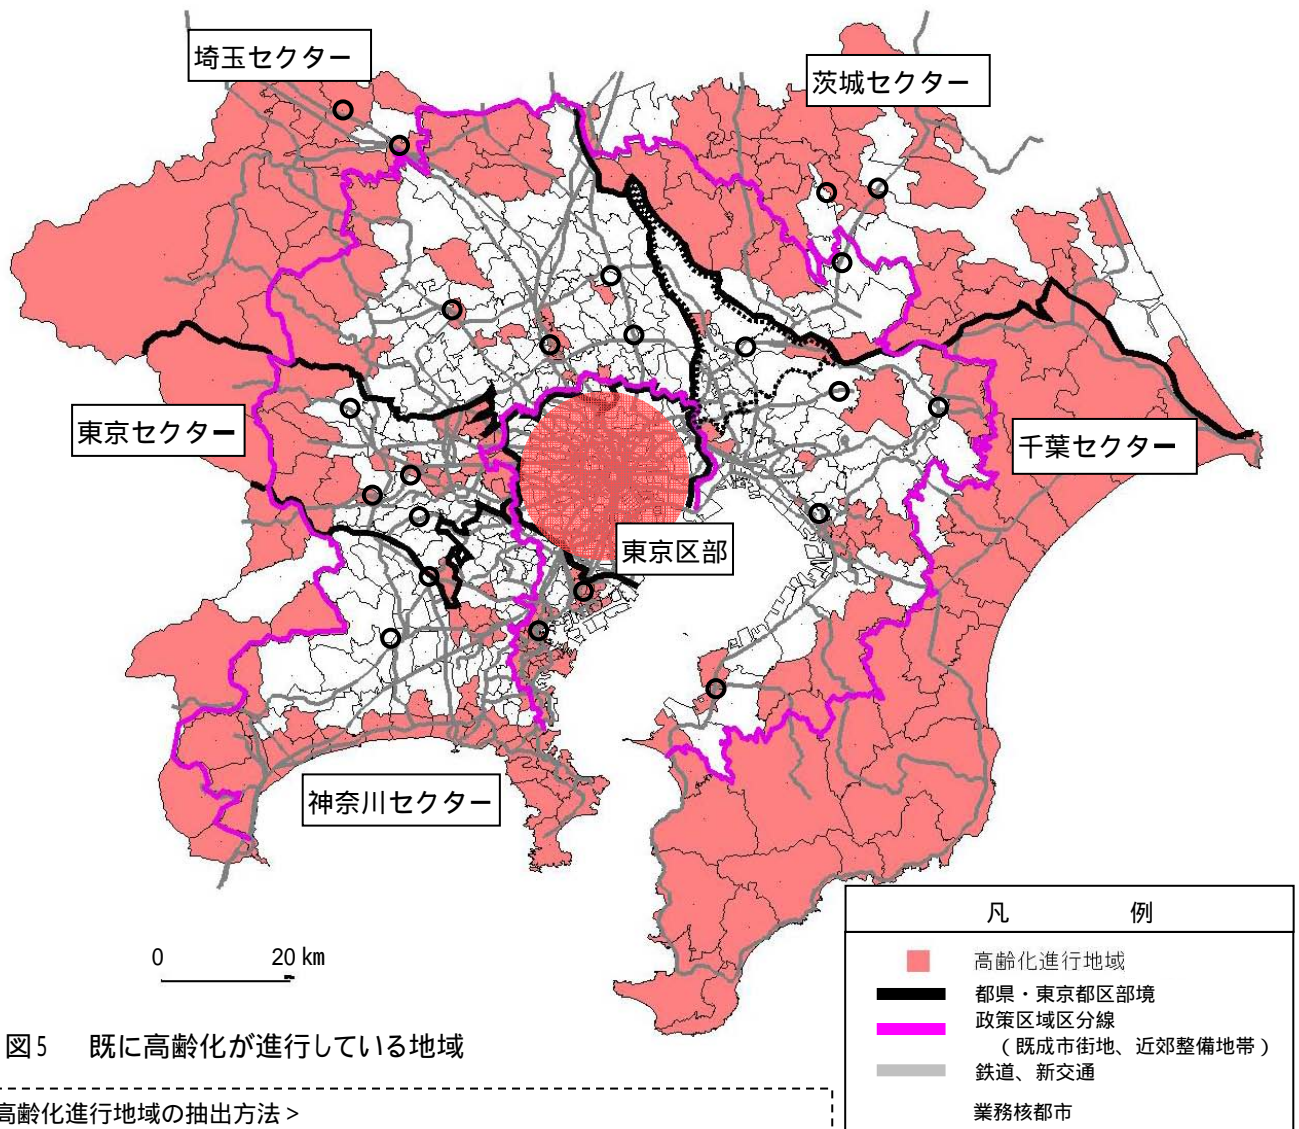 埼玉セクター
茨城セクター
東京セクター
千葉セクター
東京区部
神奈川セクター
0 20 km
図5 既に高齢化が進行している地域
高齢化進行地域の抽出方法 >
凡 例
高齢化進行地域
都県・東京都区部境
政策区域区分線
(既成市街地、近郊整備地帯)
鉄道、新交通
業務核都市